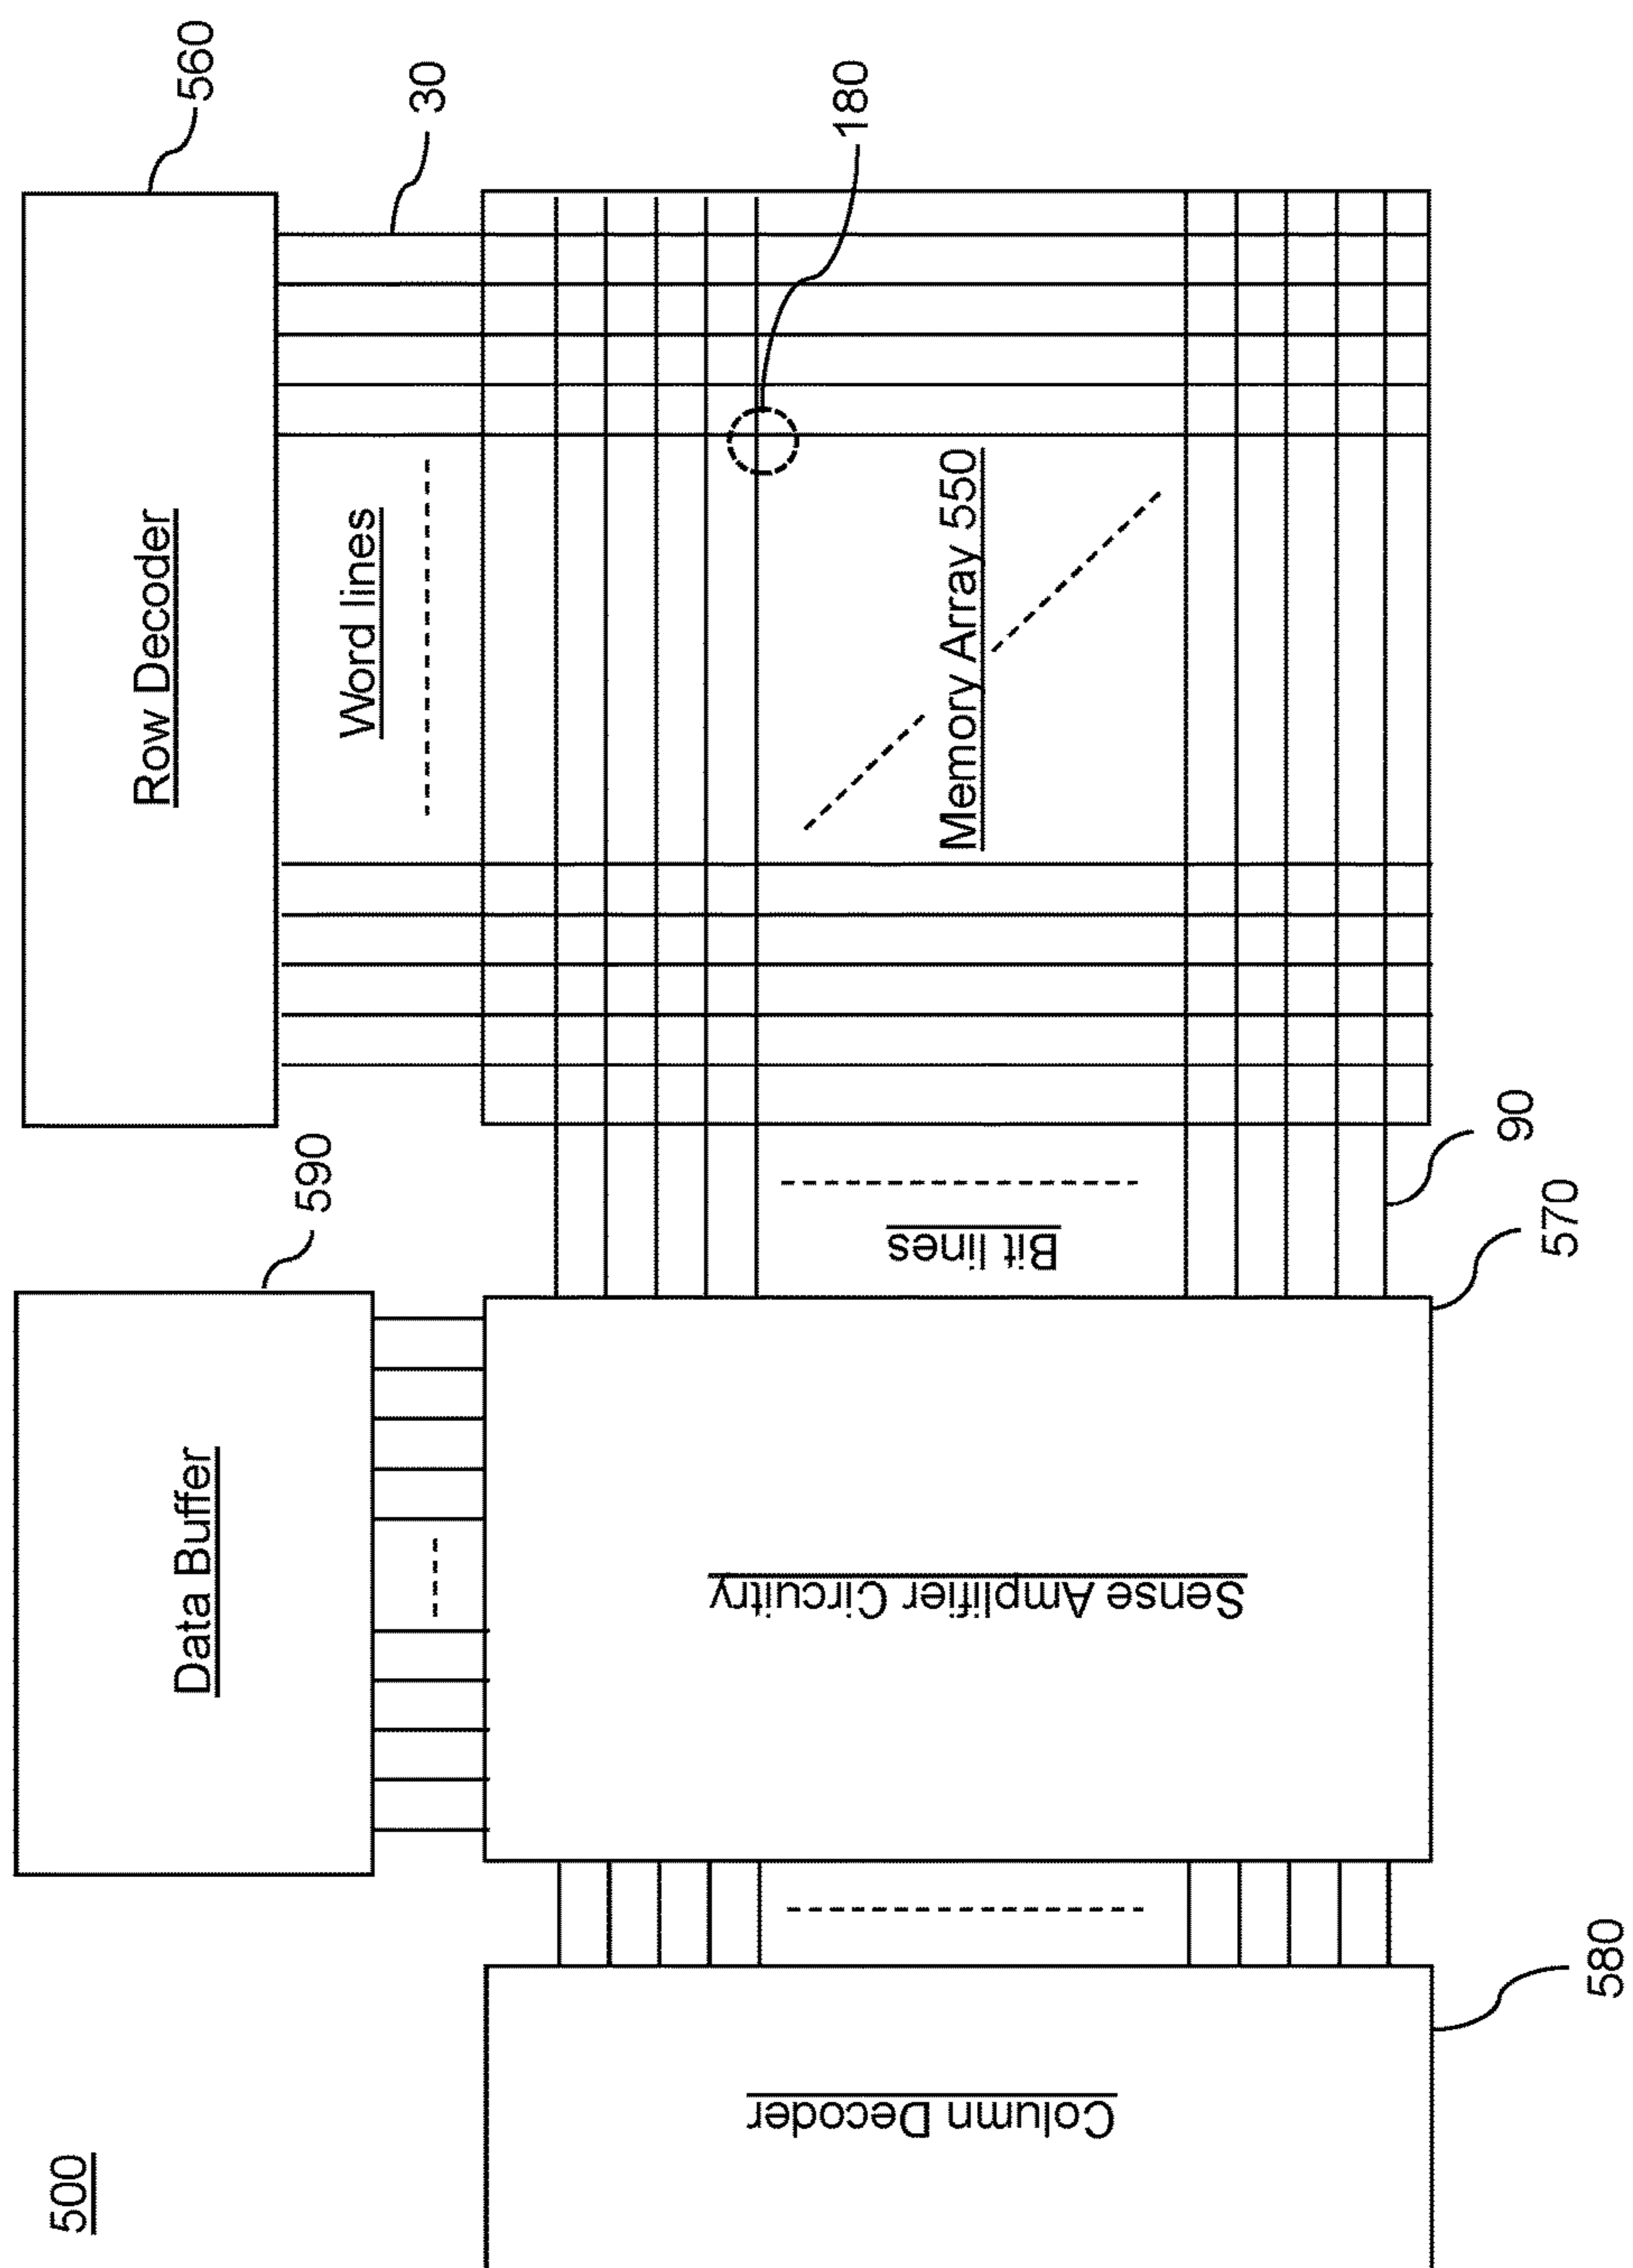 560
30
180
Row Decoder
Word lines
Memory Array 550
590
90
570
Bit lines
Data Buffer
Sense Amplifier Circuitry
580
Column Decoder
500